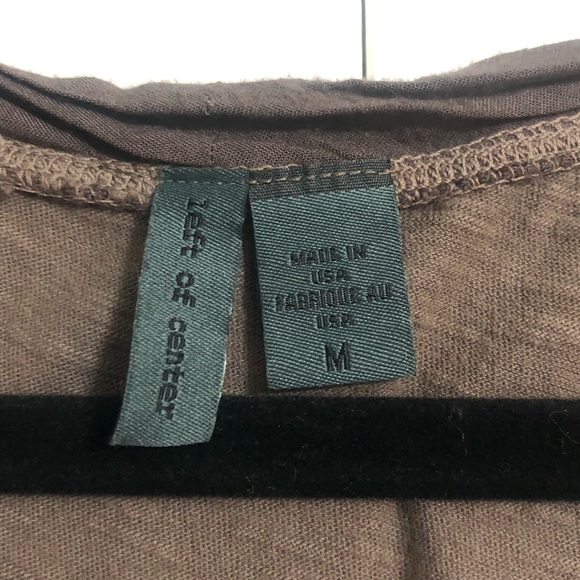 left of center
MADE IN
USA
FABRIQUE AU
USA
M